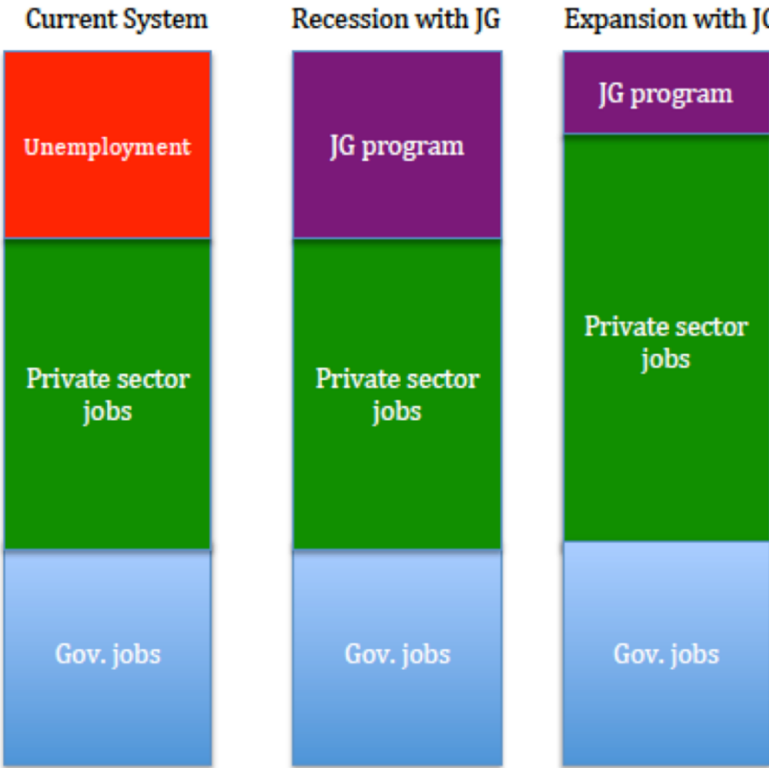 Current System
Recession with JG
Expansion with JG
Unemployment
JG program
JG program
Private sector
jobs
Private sector
jobs
Private sector
jobs
Gov. jobs
Gov. jobs
Gov. jobs